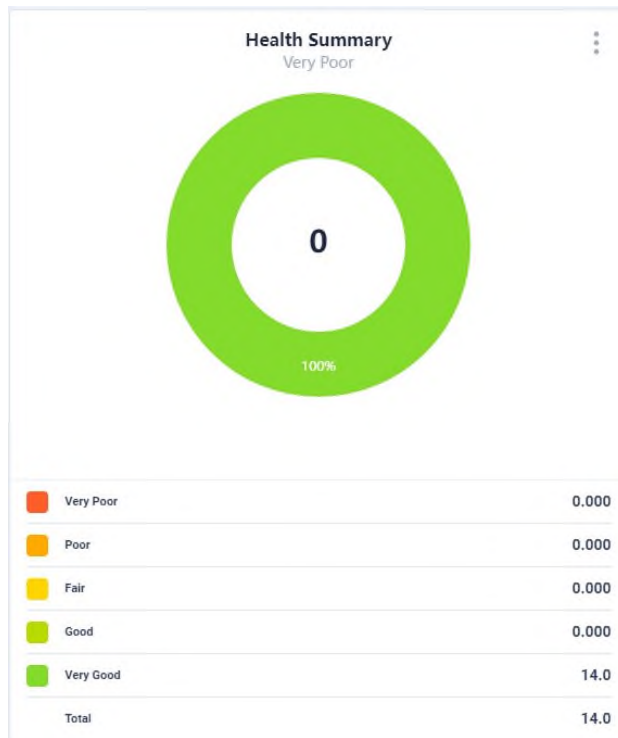 Health Summary
Very Poor
0
100%
Very Poor 0.000
Poor 0.000
Fair 0.000
Good 0.000
Very Good 14.0
Total 14.0